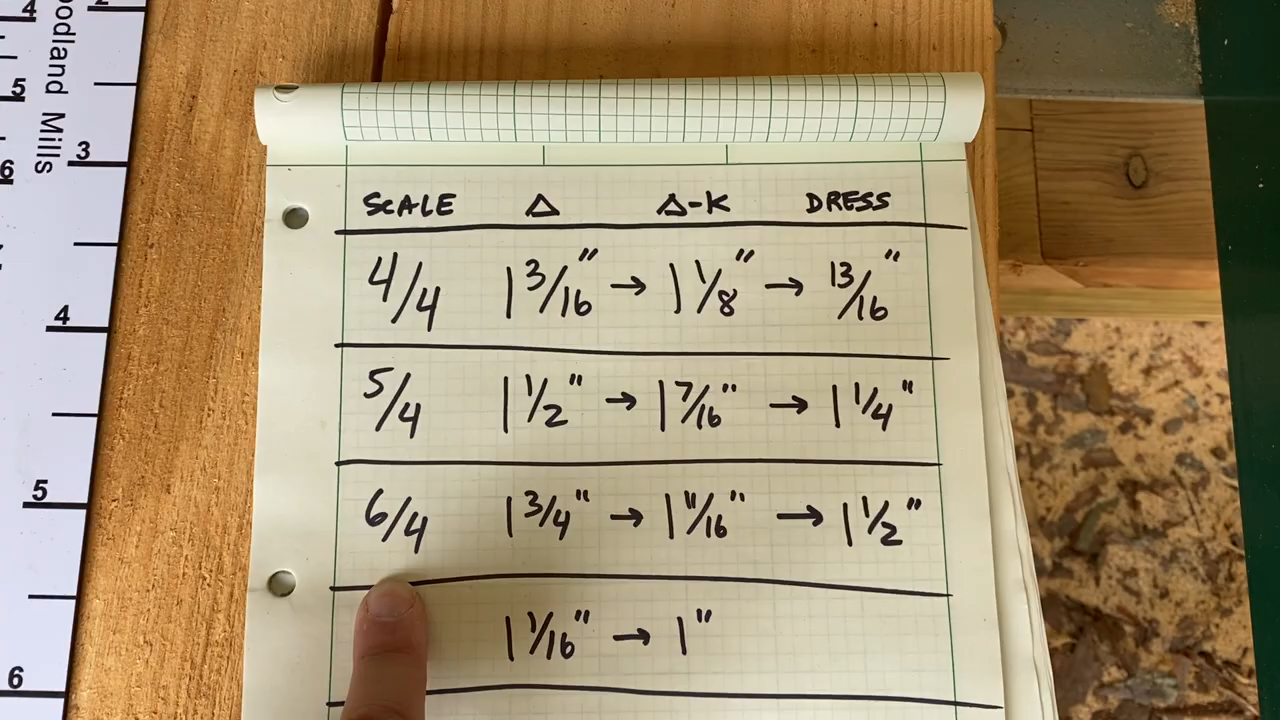 oodland Mills
4
5
6
3
4
5
6
SCALE Δ Δ-K DRESS
4/4 1 3/16" → 1 1/8" → 13/16"
5/4 1 1/2" → 1 7/16" → 1 1/4"
6/4 1 3/4" → 1 11/16" → 1 1/2"
1 1/16" → 1"